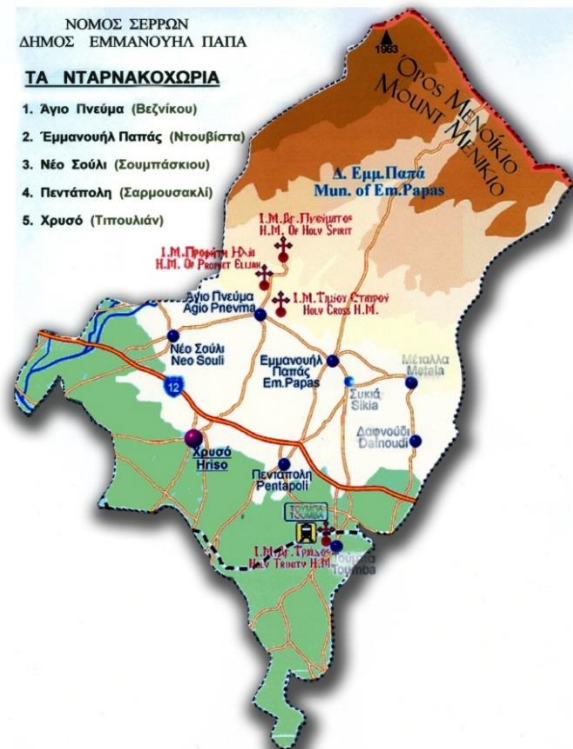 ΝΟΜΟΣ ΣΕΡΡΩΝ
ΔΗΜΟΣ ΕΜΜΑΝΟΥΗΛ ΠΑΠΑ
ΤΑ ΝΤΑΡΝΑΚΟΧΩΡΙΑ
1. Άγιο Πνεύμα (Βεζνίκου)
2. Έμμανουήλ Παπάς (Ντουβίστα)
3. Νέο Σούλι (Σουμπάσκιου)
4. Πεντάπολη (Σαρμουσακλί)
5. Χρυσό (Τιπουλιάν)
1963
Όρος Μενοίκιο
MOUNT MENIKIO
Δ. Εμμ.Παπά
Mun. of Em.Papas
Ι.Μ.Αγ.Πνεύματος
H.M. Of Holy Spirit
Ι.Μ.Προφήτη Ηλία
H.M. Of Prophet Elijah
Ι.Μ.Τιμίου Σταυρού
Holy Cross H.M.
Άγιο Πνεύμα
Agio Pnevma
Νέο Σούλι
Neo Souli
Εμμανουήλ
Παπάς
Em.Papas
Μέταλλα
Metala
Συκιά
Sikia
12
Χρυσό
Hriso
Δαφνούδι
Dafnoudi
Πεντάπολη
Pentapoli
ΤΟΥΜΠΑ
TOUMBA
Ι.Μ.Αγ.Τριάδος
Holy Trinity H.M.
Τούμπα
Toumba